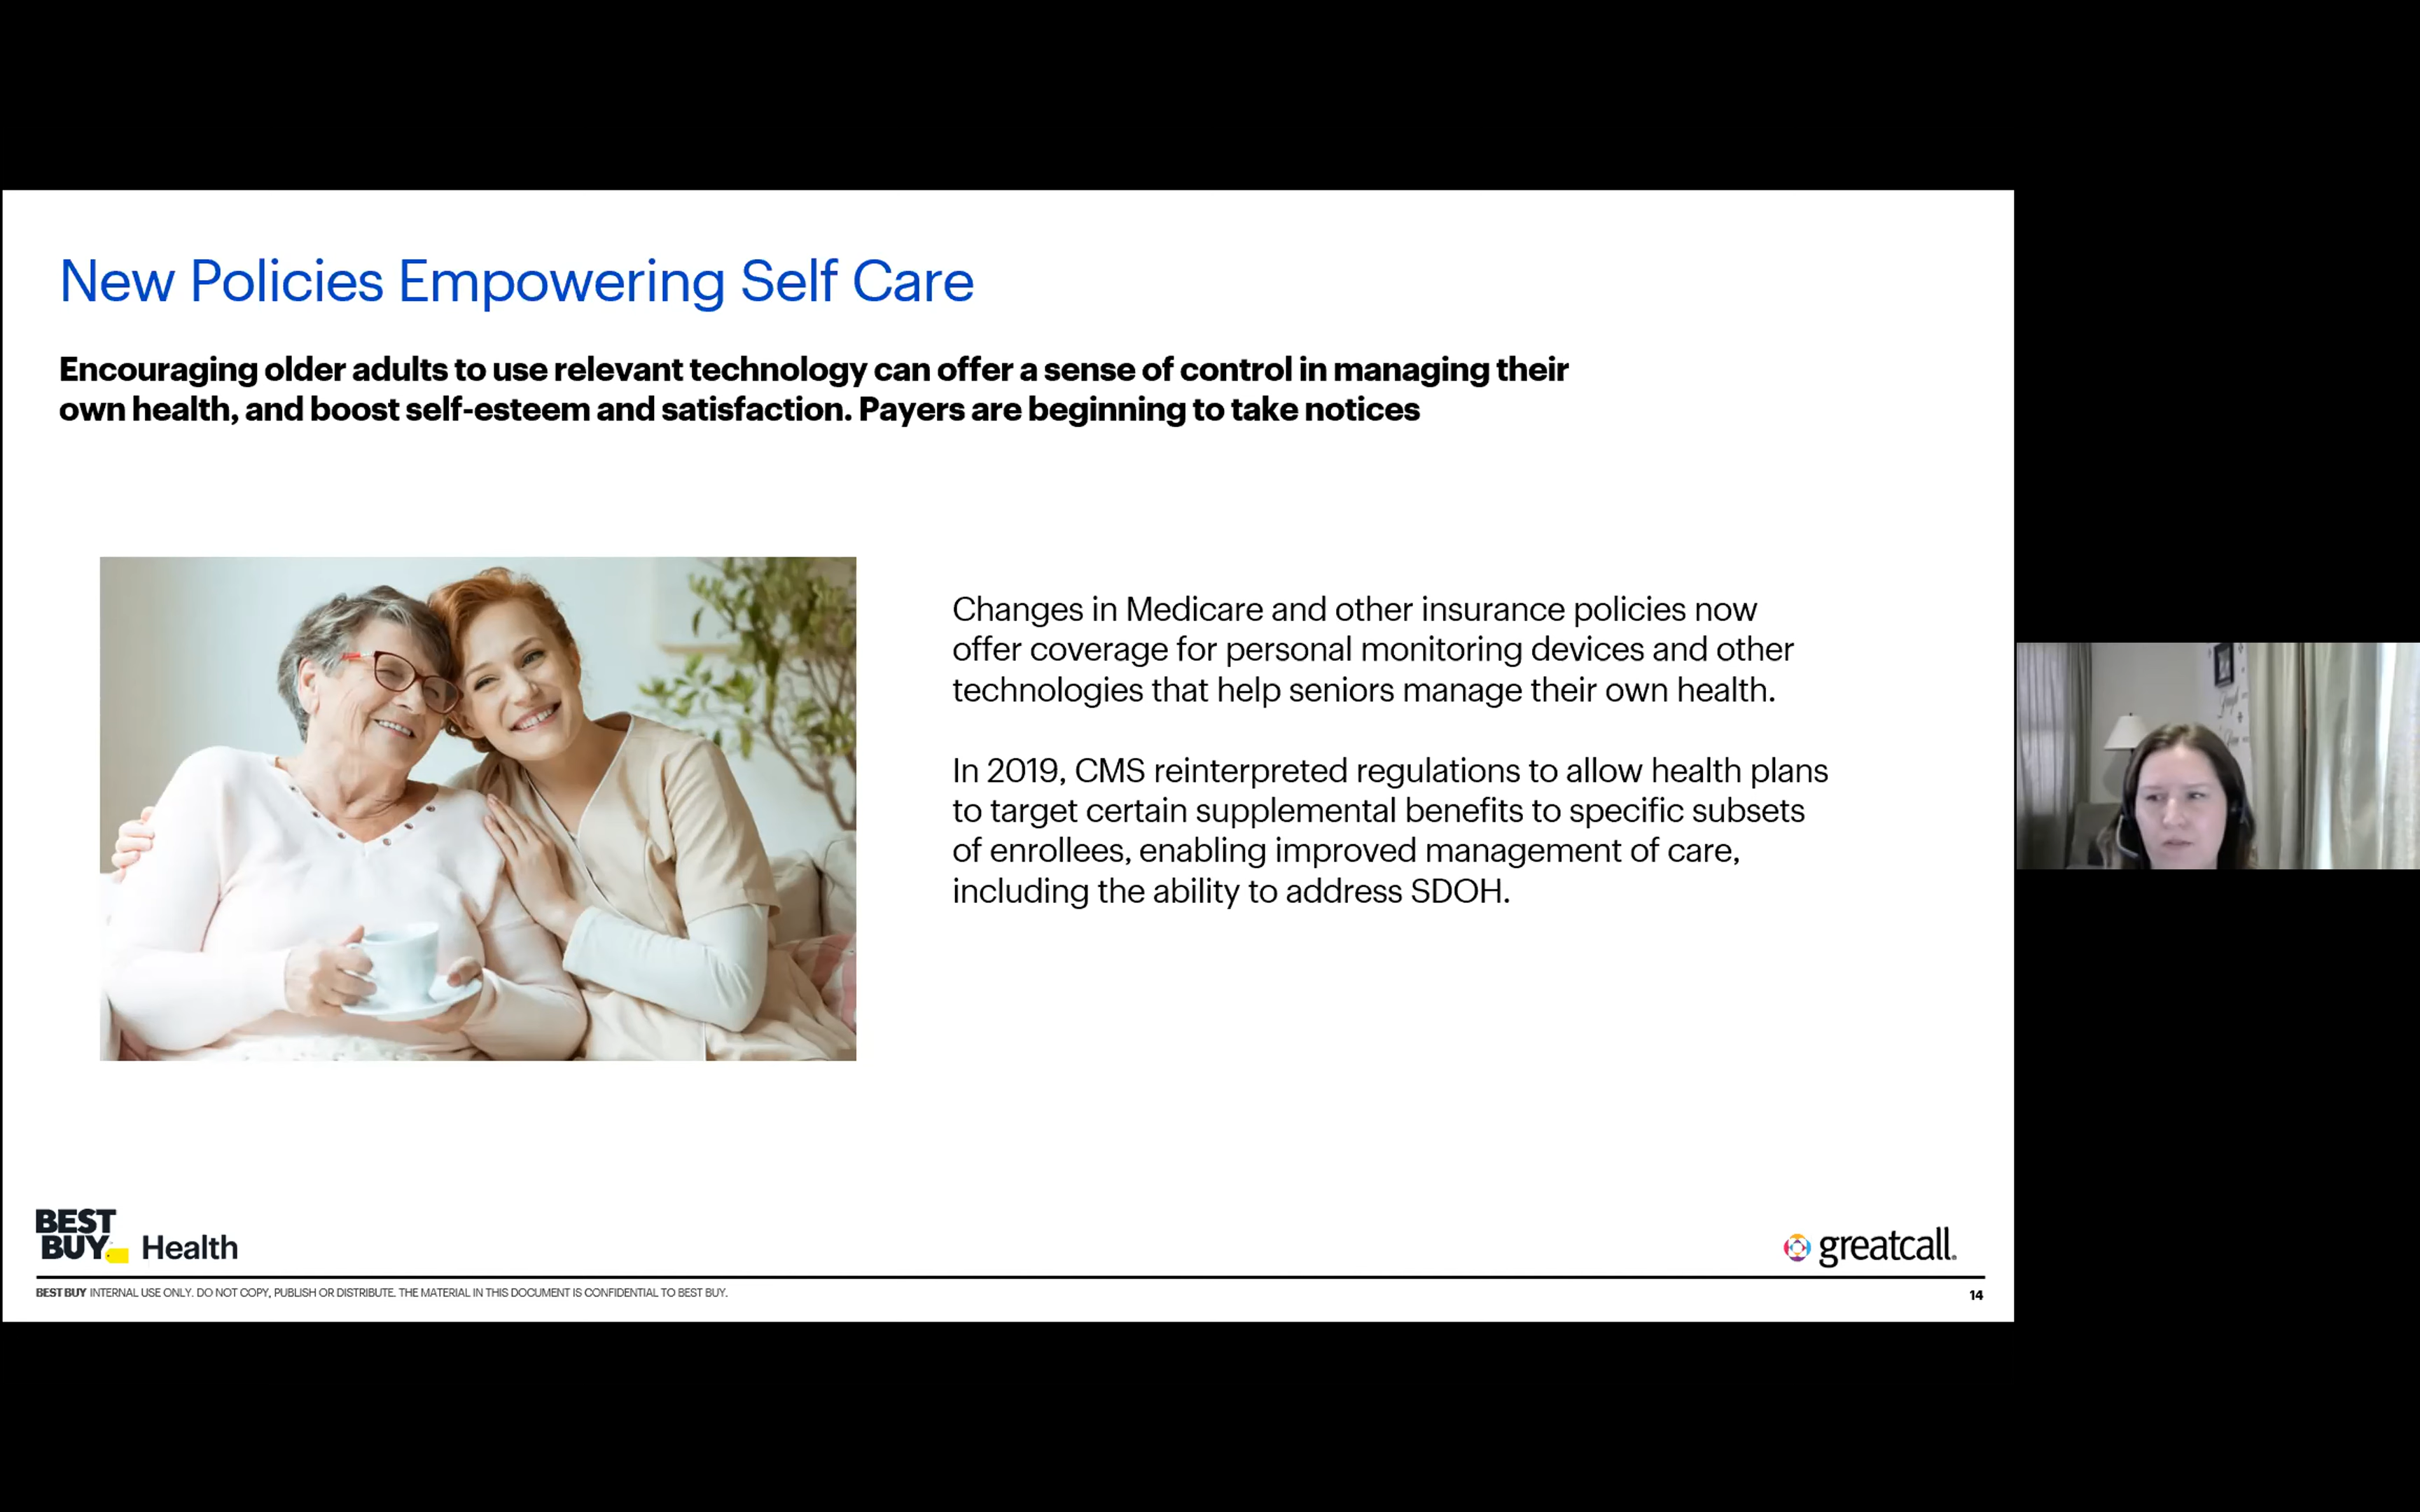 New Policies Empowering Self Care
Encouraging older adults to use relevant technology can offer a sense of control in managing their
own health, and boost self-esteem and satisfaction. Payers are beginning to take notices
Changes in Medicare and other insurance policies now
offer coverage for personal monitoring devices and other
technologies that help seniors manage their own health.
In 2019, CMS reinterpreted regulations to allow health plans
to target certain supplemental benefits to specific subsets
of enrollees, enabling improved management of care,
including the ability to address SDOH.
BEST
BUY Health
greatcall.
BEST BUY INTERNAL USE ONLY. DO NOT COPY, PUBLISH OR DISTRIBUTE. THE MATERIAL IN THIS DOCUMENT IS CONFIDENTIAL TO BEST BUY.
14